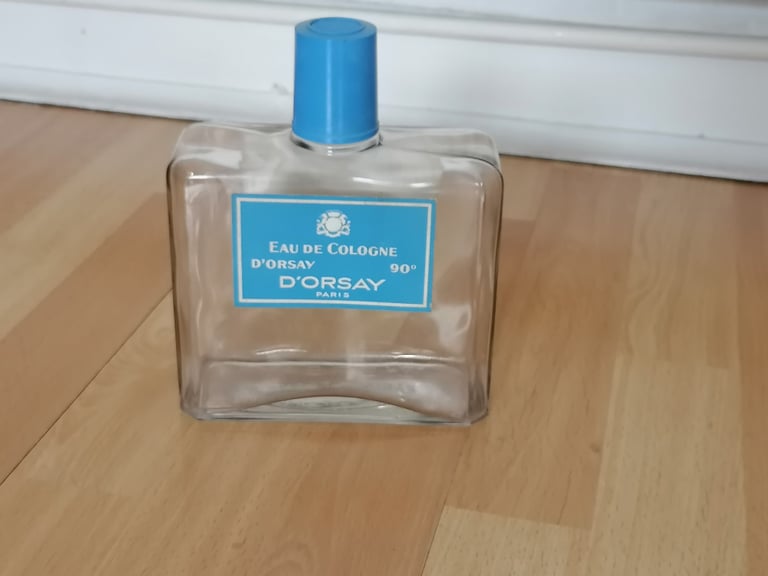 EAU DE COLOGNE
D'ORSAY 90°
D'ORSAY
PARIS